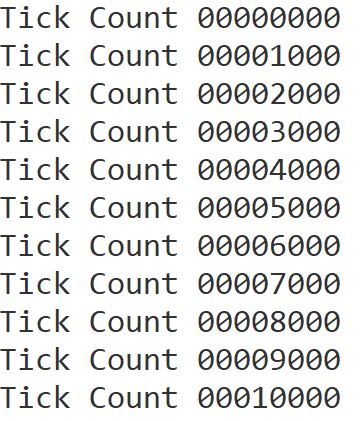 Tick Count 00000000
Tick Count 00001000
Tick Count 00002000
Tick Count 00003000
Tick Count 00004000
Tick Count 00005000
Tick Count 00006000
Tick Count 00007000
Tick Count 00008000
Tick Count 00009000
Tick Count 00010000